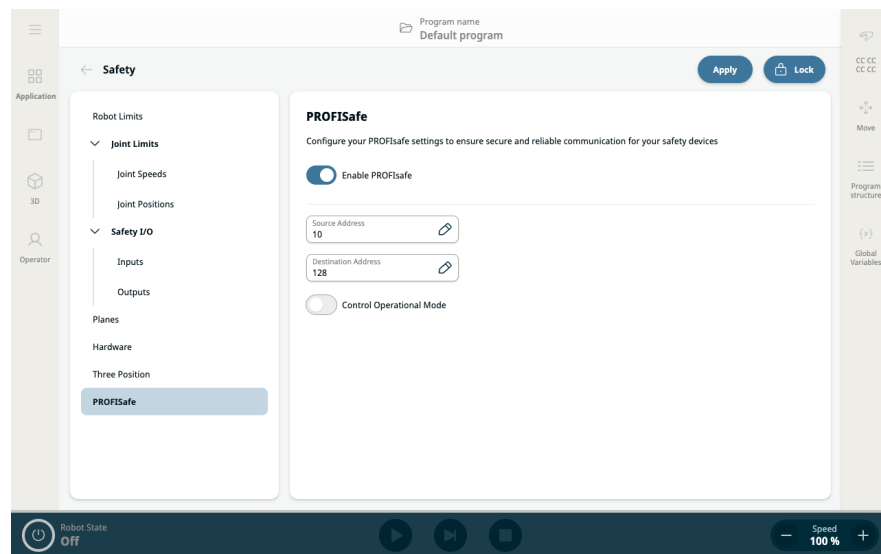 Program name
Default program
Safety
Apply
Lock
Application
3D
Operator
Robot Limits
Joint Limits
Joint Speeds
Joint Positions
Safety I/O
Inputs
Outputs
Planes
Hardware
Three Position
PROFISafe
PROFISafe
Configure your PROFIsafe settings to ensure secure and reliable communication for your safety devices
Enable PROFIsafe
Source Address
10
Destination Address
128
Control Operational Mode
CC CC
CC CC
Move
Program
structure
{x}
Global
Variables
Robot State
Off
Speed
100 %